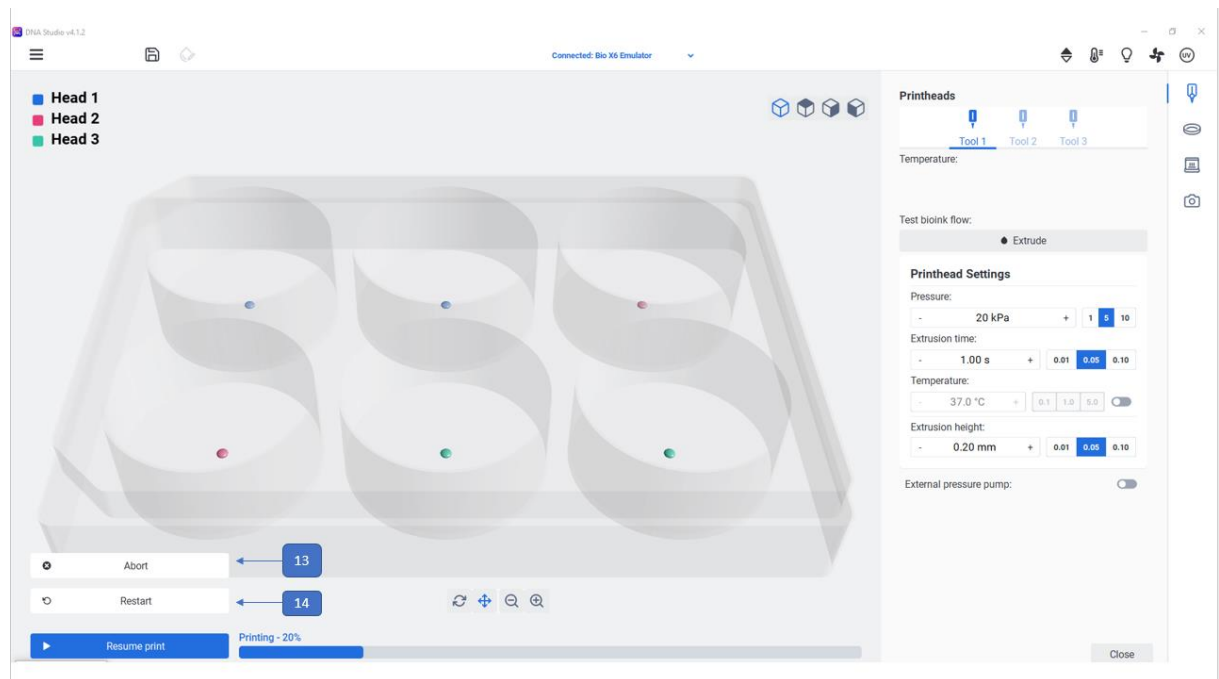 DNA Studio v4.1.2
Connected: Bio X6 Emulator
UV
Head 1
Head 2
Head 3
Printheads
Tool 1 Tool 2 Tool 3
Temperature:
Test bioink flow:
Extrude
Printhead Settings
Pressure:
- 20 kPa + 1 5 10
Extrusion time:
- 1.00 s + 0.01 0.05 0.10
Temperature:
- 37.0 °C + 0.1 1.0 5.0
Extrusion height:
- 0.20 mm + 0.01 0.05 0.10
External pressure pump:
Abort
13
Restart
14
Resume print
Printing - 20%
Close